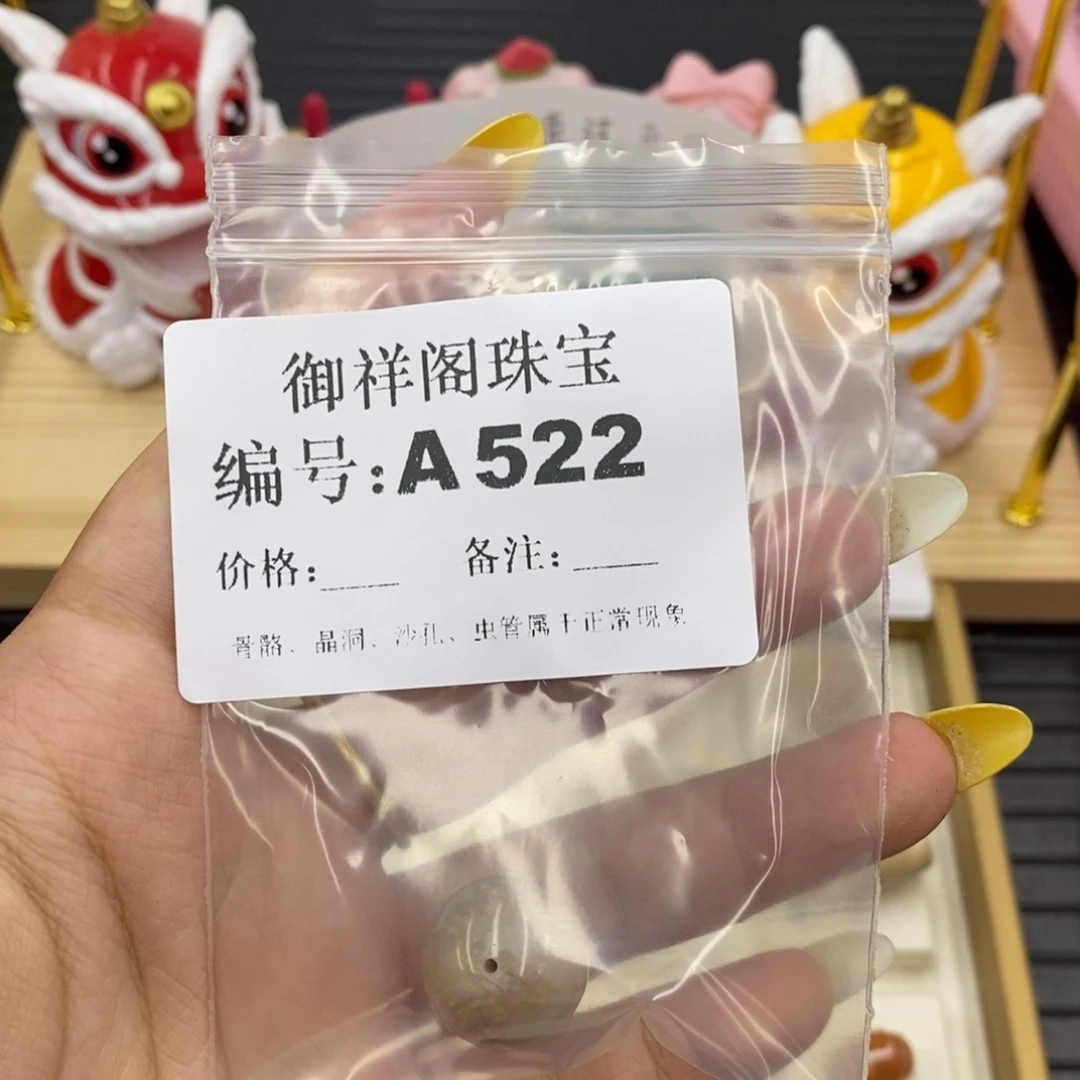 御祥阁珠宝
编号:A522
价格:____ 备注:____
骨骼、晶洞、沙孔、虫管属于正常现象